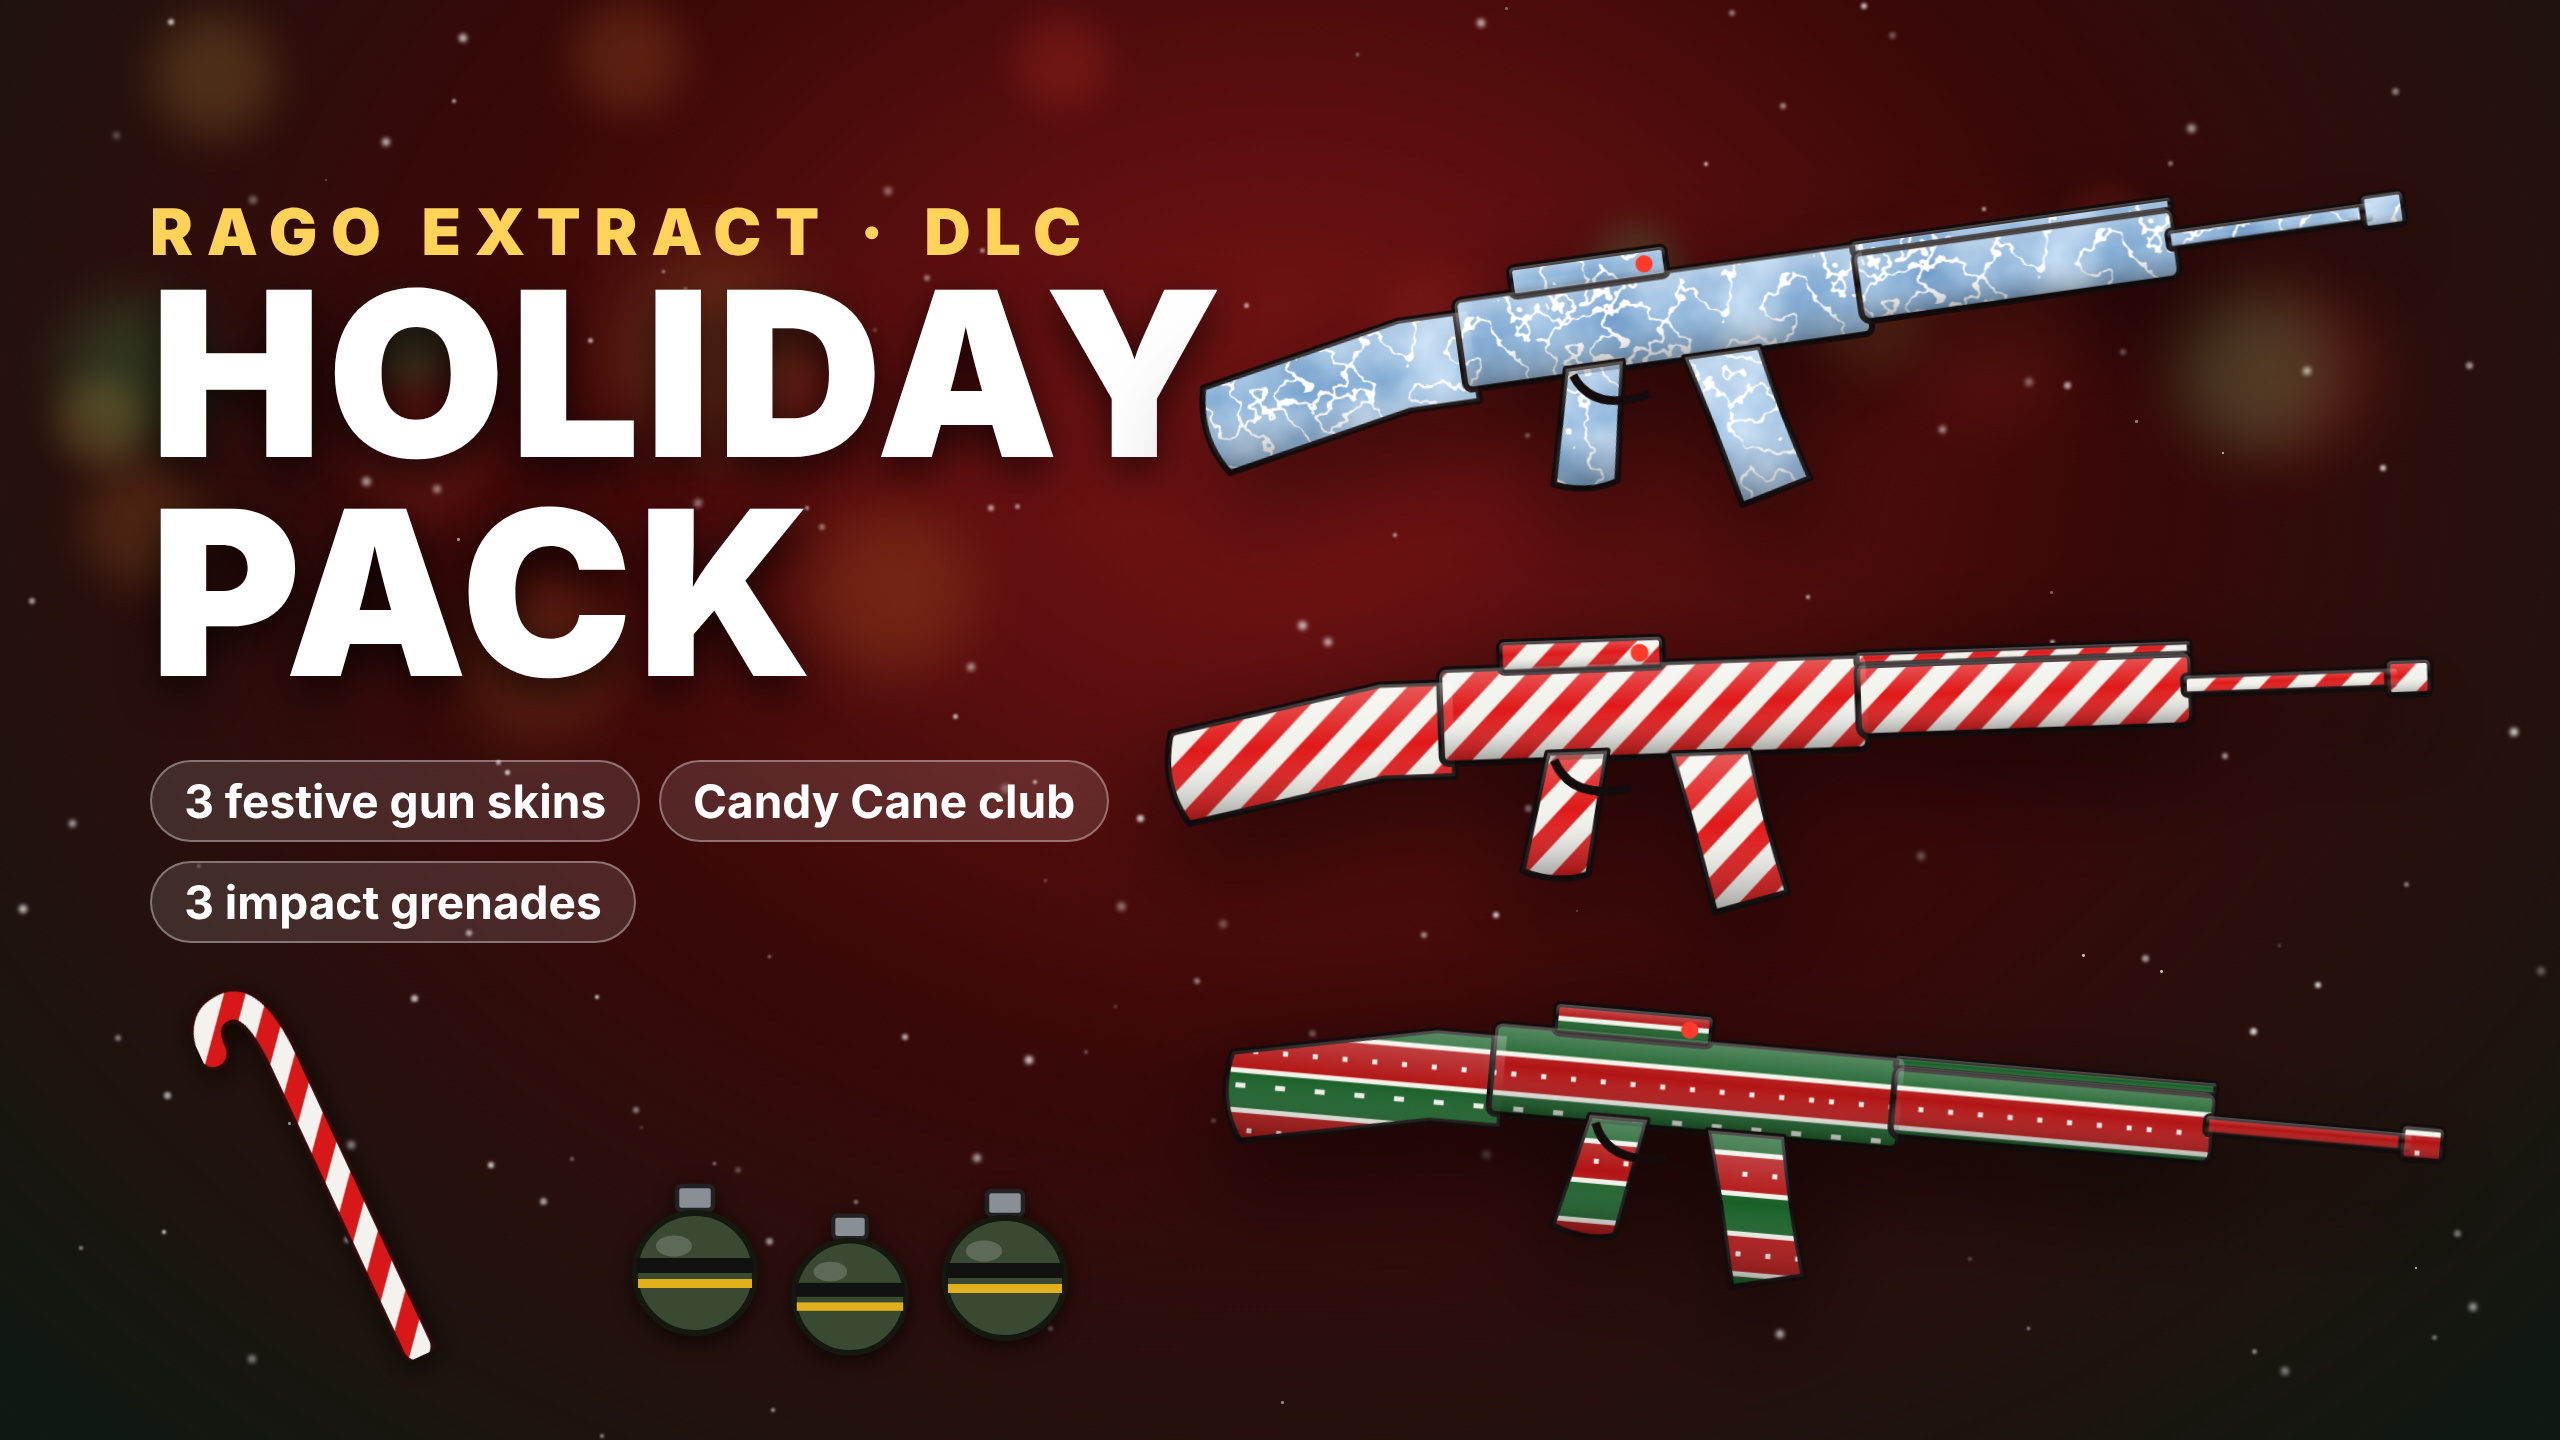 RAGO EXTRACT · DLC
HOLIDAY
PACK
3 festive gun skins
Candy Cane club
3 impact grenades